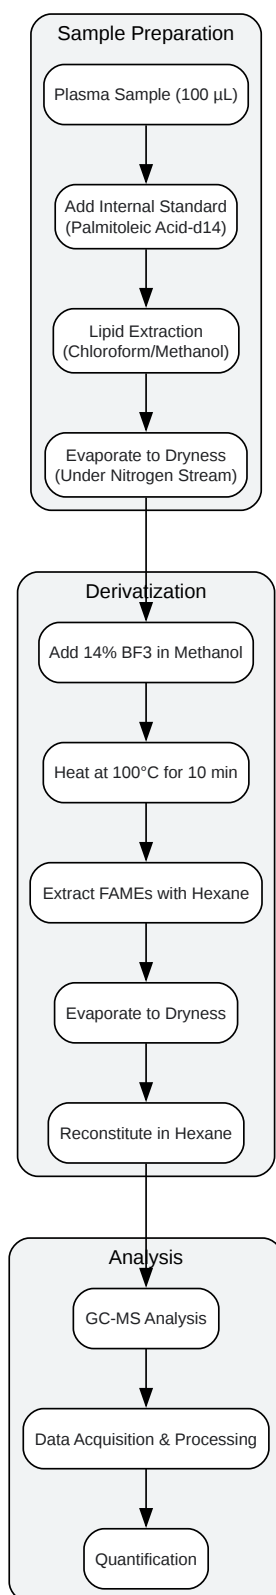 Sample Preparation
Plasma Sample (100 µL)
Add Internal Standard
(Palmitoleic Acid-d14)
Lipid Extraction
(Chloroform/Methanol)
Evaporate to Dryness
(Under Nitrogen Stream)
Derivatization
Add 14% BF3 in Methanol
Heat at 100°C for 10 min
Extract FAMEs with Hexane
Evaporate to Dryness
Reconstitute in Hexane
Analysis
GC-MS Analysis
Data Acquisition & Processing
Quantification